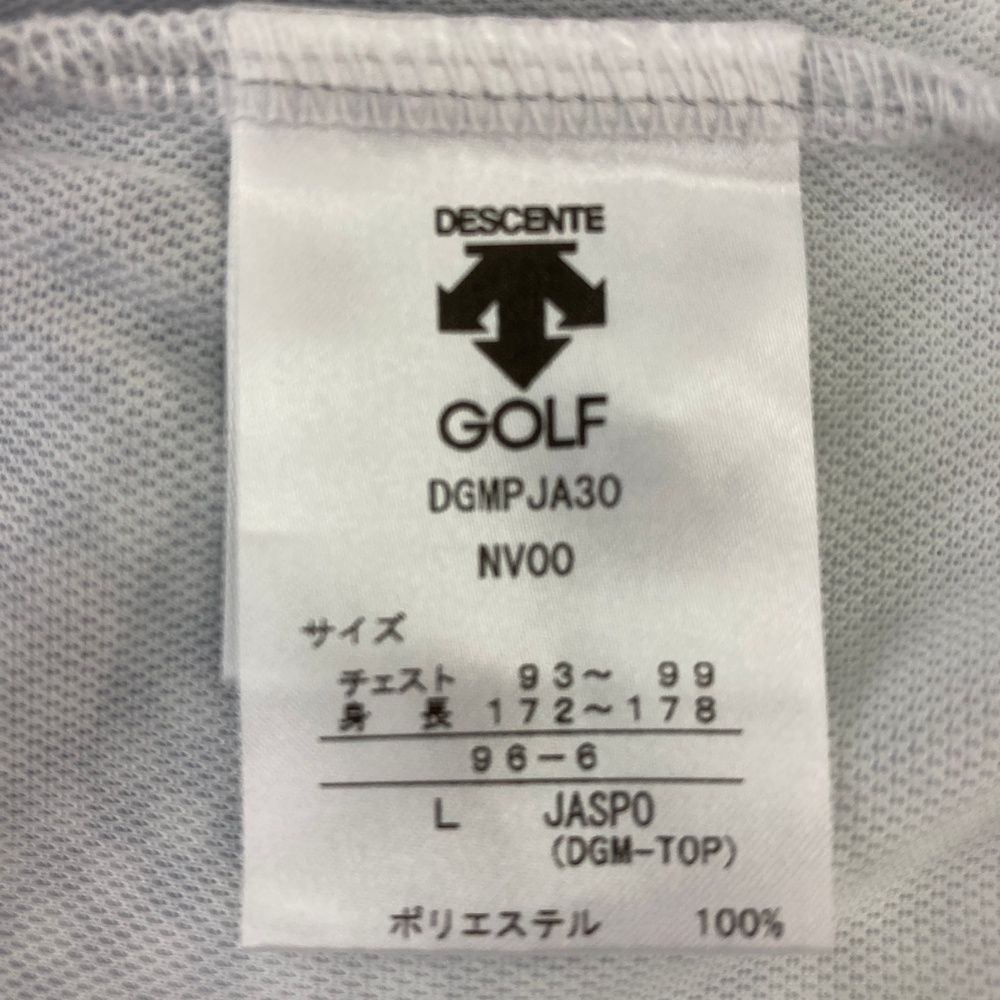 DESCENTE
GOLF
DGMPJA30
NV00
サイズ
チェスト 93〜 99
身 長 172〜178
96-6
L JASPO
(DGM-TOP)
ポリエステル 100%